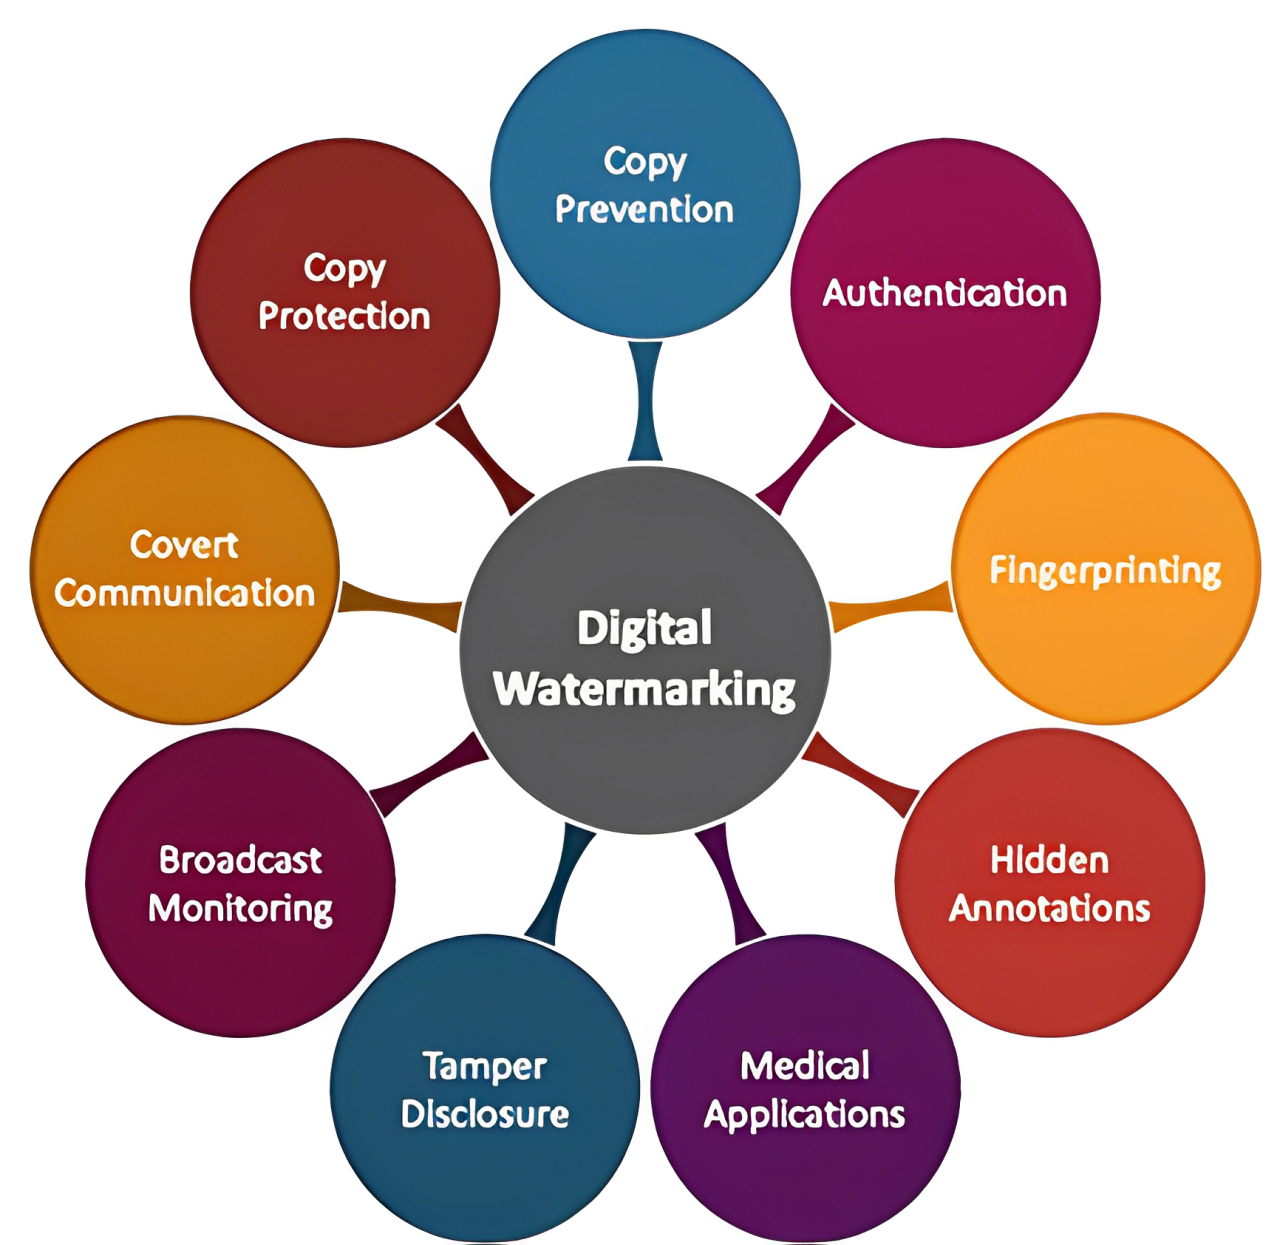 Copy
Prevention
Authentication
Fingerprinting
Hidden
Annotations
Medical
Applications
Tamper
Disclosure
Broadcast
Monitoring
Covert
Communication
Copy
Protection
Digital
Watermarking